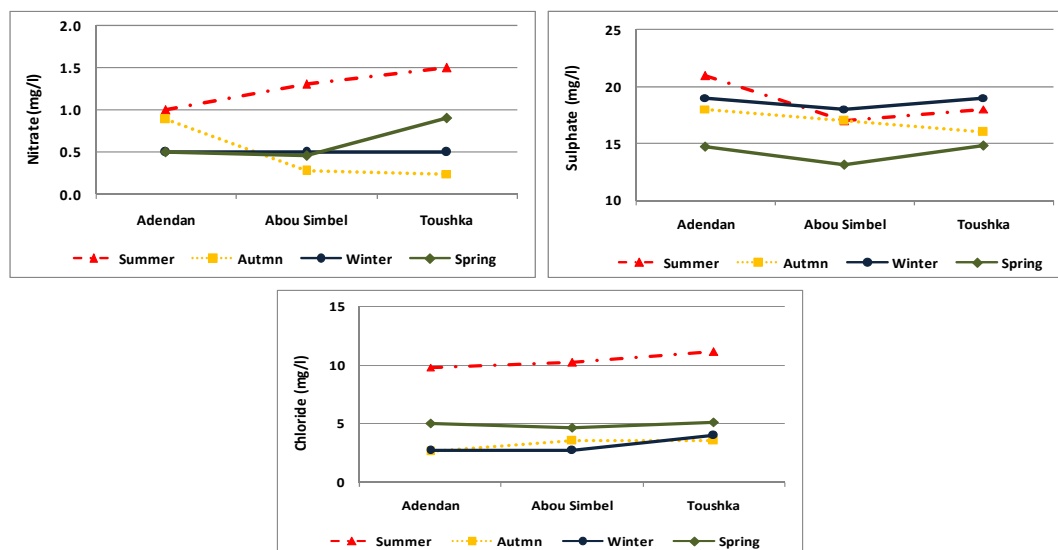 2.0
1.5
1.0
0.5
0.0
Nitrate (mg/l)
Adendan Abou Simbel Toushka
Summer Autmn Winter Spring
25
20
15
10
Sulphate (mg/l)
Adendan Abou Simbel Toushka
Summer Autmn Winter Spring
15
10
5
0
Chloride (mg/l)
Adendan Abou Simbel Toushka
Summer Autmn Winter Spring